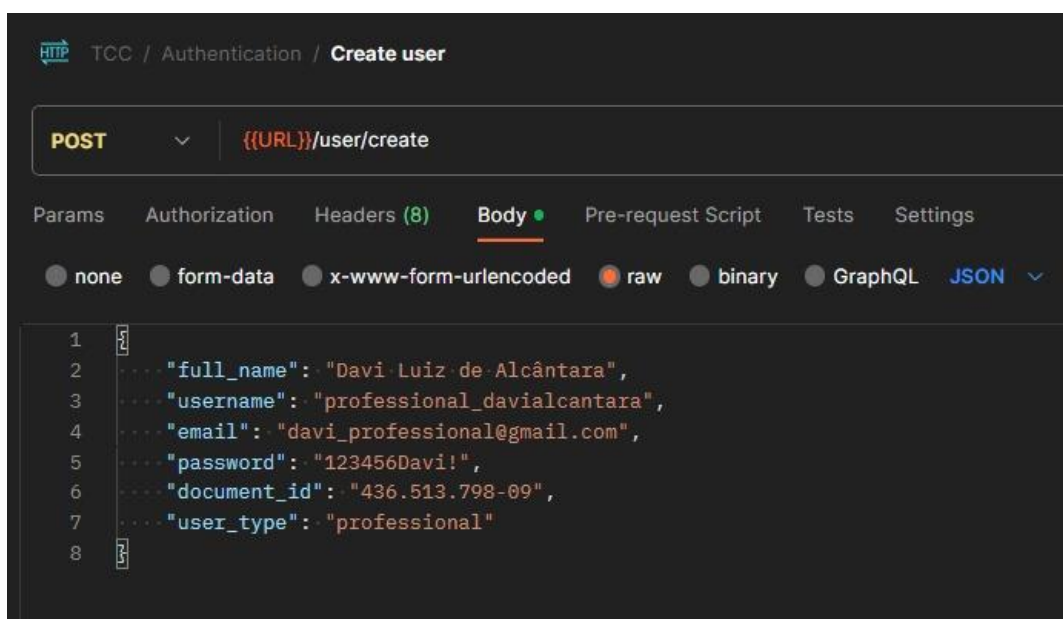 HTTP TCC / Authentication / Create user
POST {{URL}}/user/create
Params Authorization Headers (8) Body Pre-request Script Tests Settings
none form-data x-www-form-urlencoded raw binary GraphQL JSON
1 {
2 "full_name": "Davi Luiz de Alcântara",
3 "username": "professional_davialcantara",
4 "email": "davi_professional@gmail.com",
5 "password": "123456Davi!",
6 "document_id": "436.513.798-09",
7 "user_type": "professional"
8 }